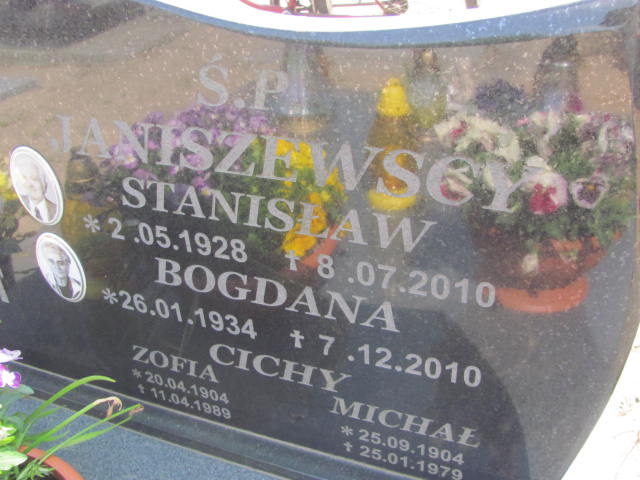 Ś.P.
JANISZEWSCY
STANISŁAW
* 2.05.1928 † 8.07.2010
BOGDANA
*26.01.1934 † 7.12.2010
CICHY
ZOFIA
* 20.04.1904
† 11.04.1989
MICHAŁ
* 25.09.1904
† 25.01.1979